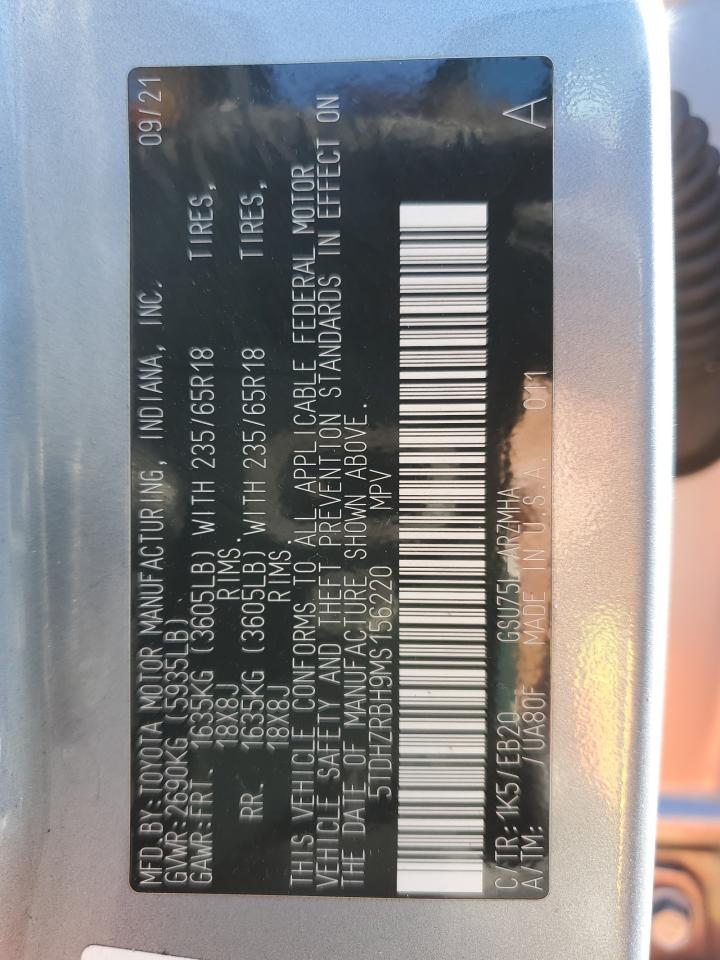 MFD.BY:TOYOTA MOTOR MANUFACTURING, INDIANA, INC. 09/21
GVWR:2690KG (5935LB)
GAWR:FRT. 1635KG (3605LB) WITH 235/65R18 TIRES,
18X8J RIMS.
RR. 1635KG (3605LB) WITH 235/65R18 TIRES,
18X8J RIMS.
THIS VEHICLE CONFORMS TO ALL APPLICABLE FEDERAL MOTOR
VEHICLE SAFETY AND THEFT PREVENTION STANDARDS IN EFFECT ON
THE DATE OF MANUFACTURE SHOWN ABOVE.
5TDHZRBH9MS156220 MPV
C/TR:1K5/EB20 GSUZ5L-ARZMHA A
A/TM: /UA80F MADE IN U.S.A. 011